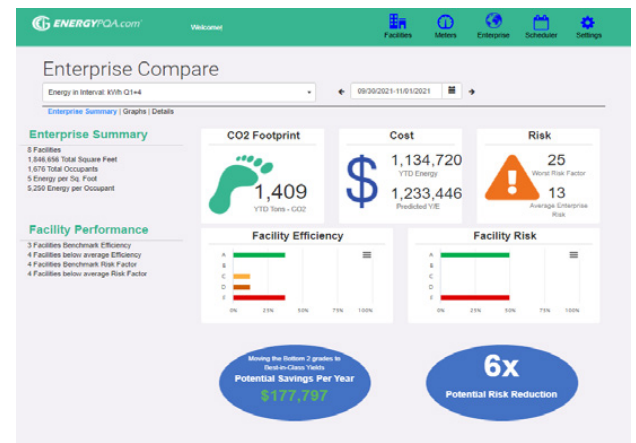 ENERGYPQA.com
Welcome!
Facilities
Meters
Enterprise
Scheduler
Settings
Enterprise Compare
Energy in Interval: kWh Q1+4
09/30/2021-11/01/2021
Enterprise Summary | Graphs | Details
Enterprise Summary
8 Facilities
1,846,656 Total Square Feet
1,676 Total Occupants
5 Energy per Sq. Foot
5,250 Energy per Occupant
CO2 Footprint
1,409
YTD Tons - CO2
Cost
$
1,134,720
YTD Energy
1,233,446
Predicted Y/E
Risk
25
Worst Risk Factor
13
Average Enterprise
Risk
Facility Performance
3 Facilities Benchmark Efficiency
4 Facilities below average Efficiency
4 Facilities Benchmark Risk Factor
4 Facilities below average Risk Factor
Facility Efficiency
A
B
C
D
F
0%
25%
50%
75%
100%
Facility Risk
A
B
C
D
F
0%
25%
50%
75%
100%
Moving the Bottom 2 grades to
Best-in-Class Yields
Potential Savings Per Year
$177,797
6x
Potential Risk Reduction